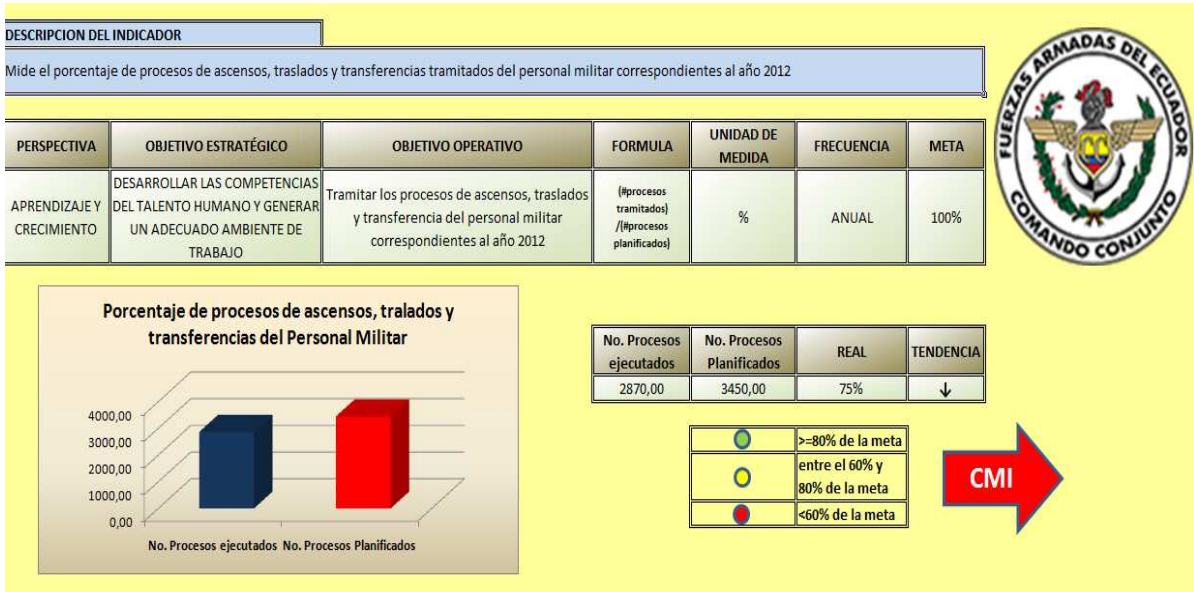 DESCRIPCION DEL INDICADOR
Mide el porcentaje de procesos de ascensos, traslados y transferencias tramitados del personal militar correspondientes al año 2012
PERSPECTIVA
OBJETIVO ESTRATÉGICO
OBJETIVO OPERATIVO
FORMULA
UNIDAD DE
MEDIDA
FRECUENCIA
META
APRENDIZAJE Y
CRECIMIENTO
DESARROLLAR LAS COMPETENCIAS
DEL TALENTO HUMANO Y GENERAR
UN ADECUADO AMBIENTE DE
TRABAJO
Tramitar los procesos de ascensos, traslados
y transferencia del personal militar
correspondientes al año 2012
(#procesos
tramitados)
/(#procesos
planificados)
%
ANUAL
100%
FUERZAS ARMADAS DEL ECUADOR
COMANDO CONJUNTO
Porcentaje de procesos de ascensos, tralados y
transferencias del Personal Militar
4000,00
3000,00
2000,00
1000,00
0,00
No. Procesos ejecutados
No. Procesos Planificados
No. Procesos
ejecutados
No. Procesos
Planificados
REAL
TENDENCIA
2870,00
3450,00
75%
↓
>=80% de la meta
entre el 60% y
80% de la meta
<60% de la meta
CMI